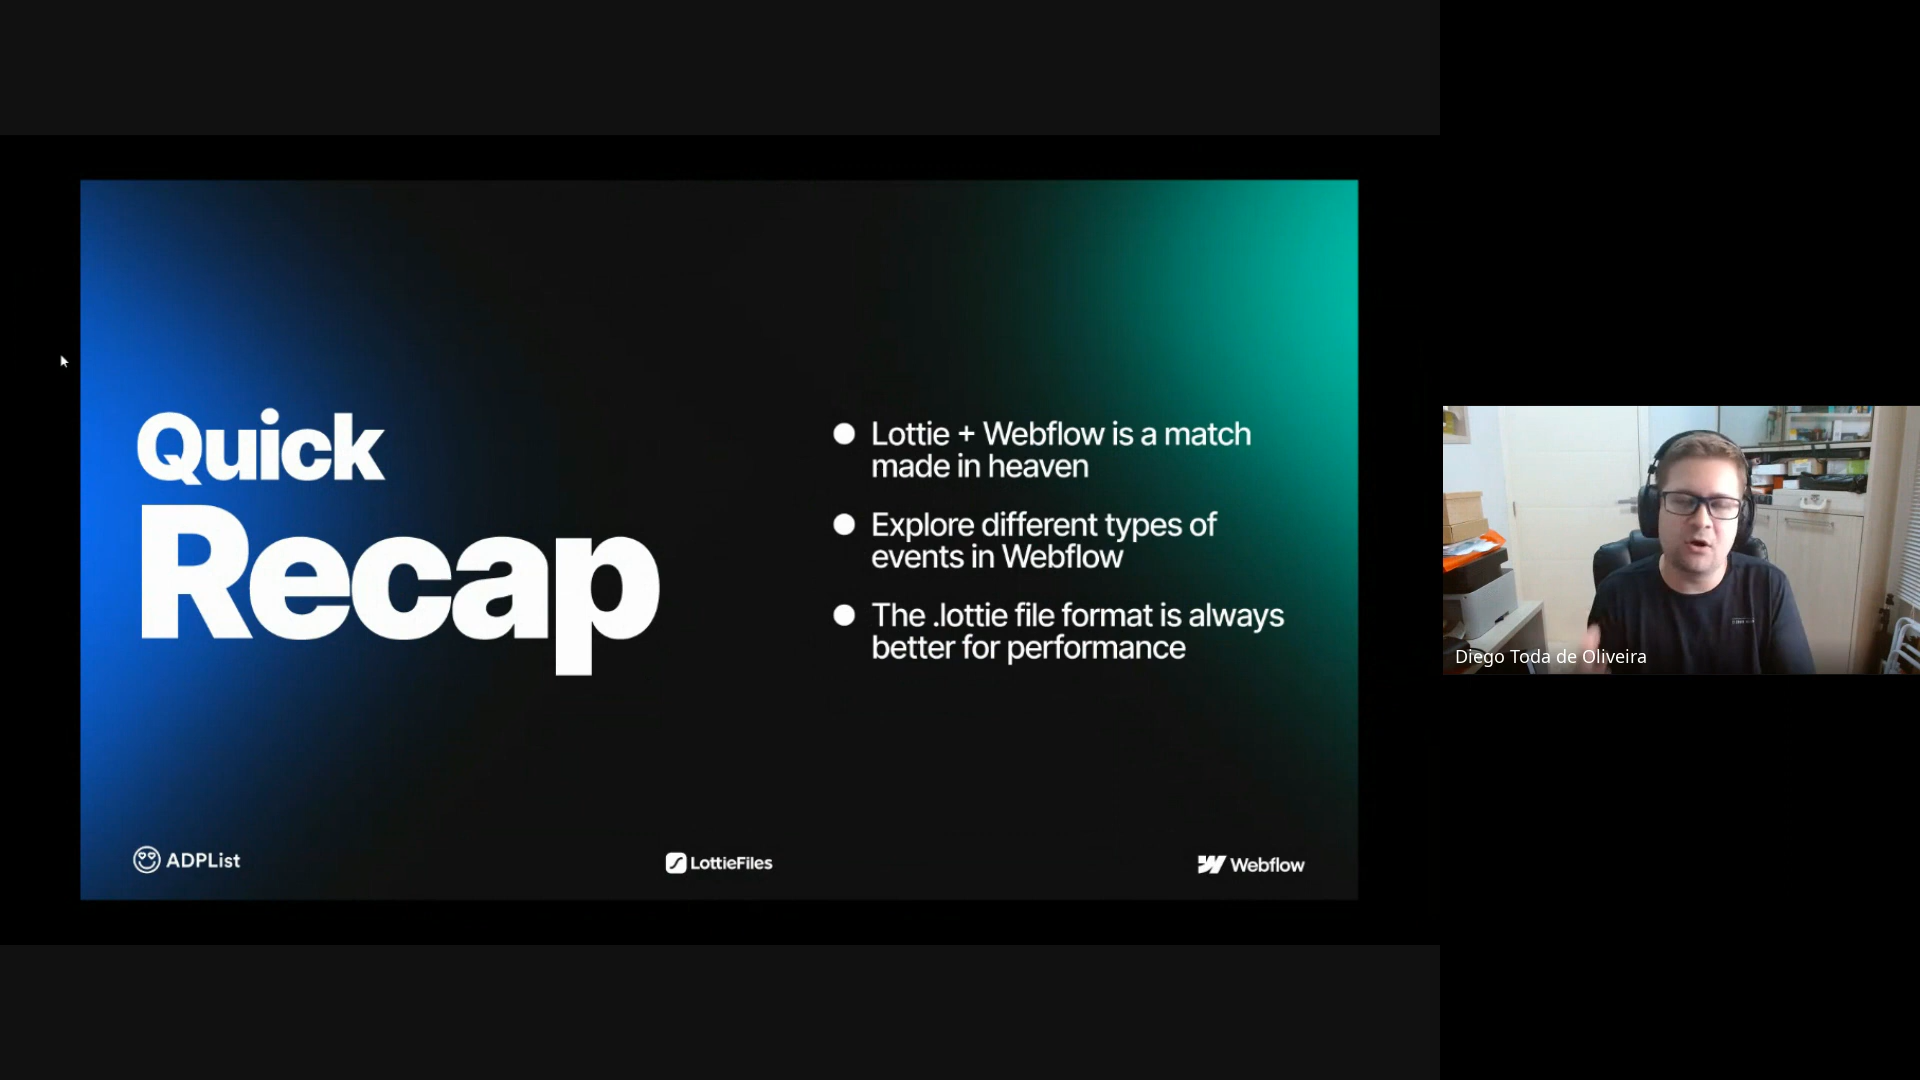 Quick
Recap
Lottie + Webflow is a match
made in heaven
Explore different types of
events in Webflow
The .lottie file format is always
better for performance
ADPList
LottieFiles
Webflow
Diego Toda de Oliveira